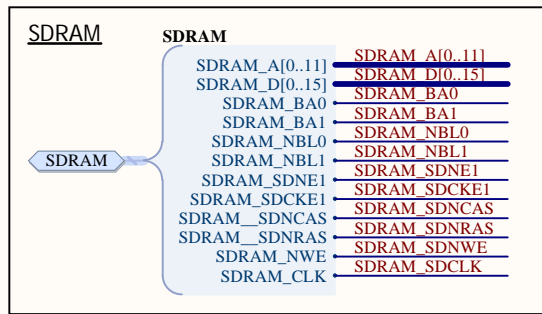 SDRAM
SDRAM
SDRAM_A[0..11] SDRAM_A[0..11]
SDRAM_D[0..15] SDRAM_D[0..15]
SDRAM_BA0 SDRAM_BA0
SDRAM_BA1 SDRAM_BA1
SDRAM_NBL0 SDRAM_NBL0
SDRAM_NBL1 SDRAM_NBL1
SDRAM
SDRAM_SDNE1 SDRAM_SDNE1
SDRAM_SDCKE1 SDRAM_SDCKE1
SDRAM__SDNCAS SDRAM_SDNCAS
SDRAM__SDNRAS SDRAM_SDNRAS
SDRAM_NWE SDRAM_SDNWE
SDRAM_CLK SDRAM_SDCLK